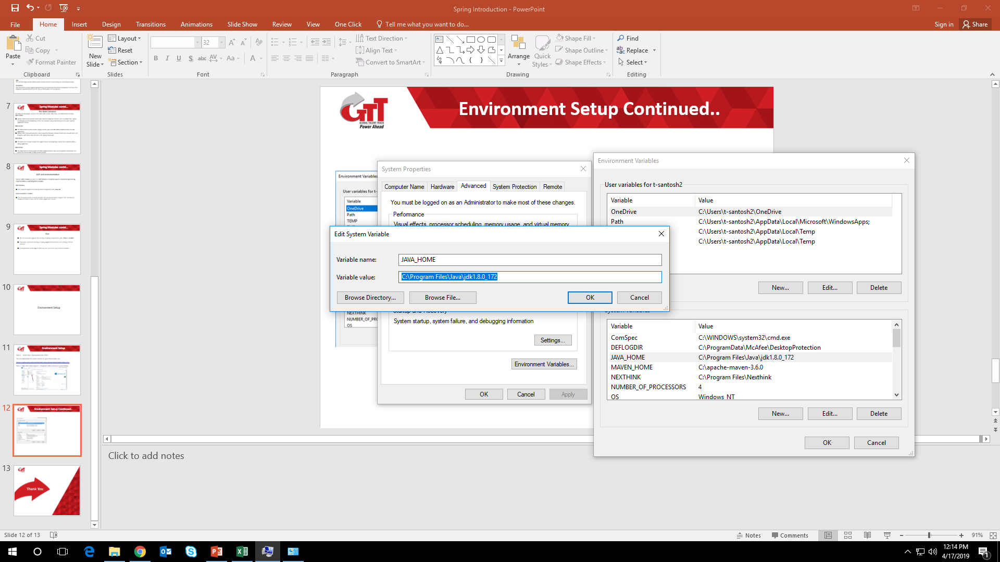 Spring Introduction - PowerPoint
File Home Insert Design Transitions Animations Slide Show Review View One Click Tell me what you want to do...
Sign in Share
Paste
Cut
Copy
Format Painter
Clipboard
New Slide
Layout
Reset
Section
Slides
32
B I U S abc AV Aa A
Font
Text Direction
Align Text
Convert to SmartArt
Paragraph
Arrange
Quick Styles
Shape Fill
Shape Outline
Shape Effects
Drawing
Find
Replace
Select
Editing
7
Spring Modules contd...
The Web Container
8
Spring Modules contd...
AOP and Instrumentation
9
Spring Modules contd...
Test
10
Environment Setup
11
Environment Setup
12
Environment Setup Continued..
13
Thank You
GTT
GLOBAL TALENT TRACK
Power Ahead
Environment Setup Continued..
Environment Variables
User variables for t-
Variable
OneDrive
Path
TEMP
NEXTHINK
NUMBER_OF_PRO
OS
System Properties
Computer Name Hardware Advanced System Protection Remote
You must be logged on as an Administrator to make most of these changes.
Performance
Visual effects, processor scheduling, memory usage, and virtual memory
Startup and Recovery
System startup, system failure, and debugging information
Settings...
Environment Variables...
OK Cancel Apply
Edit System Variable
Variable name: JAVA_HOME
Variable value: C:\Program Files\Java\jdk1.8.0_172
Browse Directory... Browse File... OK Cancel
Environment Variables
User variables for t-santosh2
Variable Value
OneDrive C:\Users\t-santosh2\OneDrive
Path C:\Users\t-santosh2\AppData\Local\Microsoft\WindowsApps;
C:\Users\t-santosh2\AppData\Local\Temp
C:\Users\t-santosh2\AppData\Local\Temp
New... Edit... Delete
System variables
Variable Value
ComSpec C:\WINDOWS\system32\cmd.exe
DEFLOGDIR C:\ProgramData\McAfee\DesktopProtection
JAVA_HOME C:\Program Files\Java\jdk1.8.0_172
MAVEN_HOME C:\apache-maven-3.6.0
NEXTHINK C:\Program Files\Nexthink
NUMBER_OF_PROCESSORS 4
OS Windows_NT
New... Edit... Delete
OK Cancel
Click to add notes
Slide 12 of 13
Notes Comments 91%
12:14 PM
4/17/2019
1